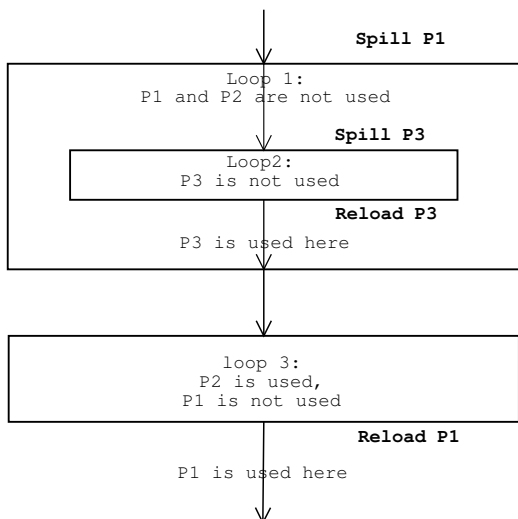 Spill P1
Loop 1:
P1 and P2 are not used
Spill P3
Loop2:
P3 is not used
Reload P3
P3 is used here
loop 3:
P2 is used,
P1 is not used
Reload P1
P1 is used here